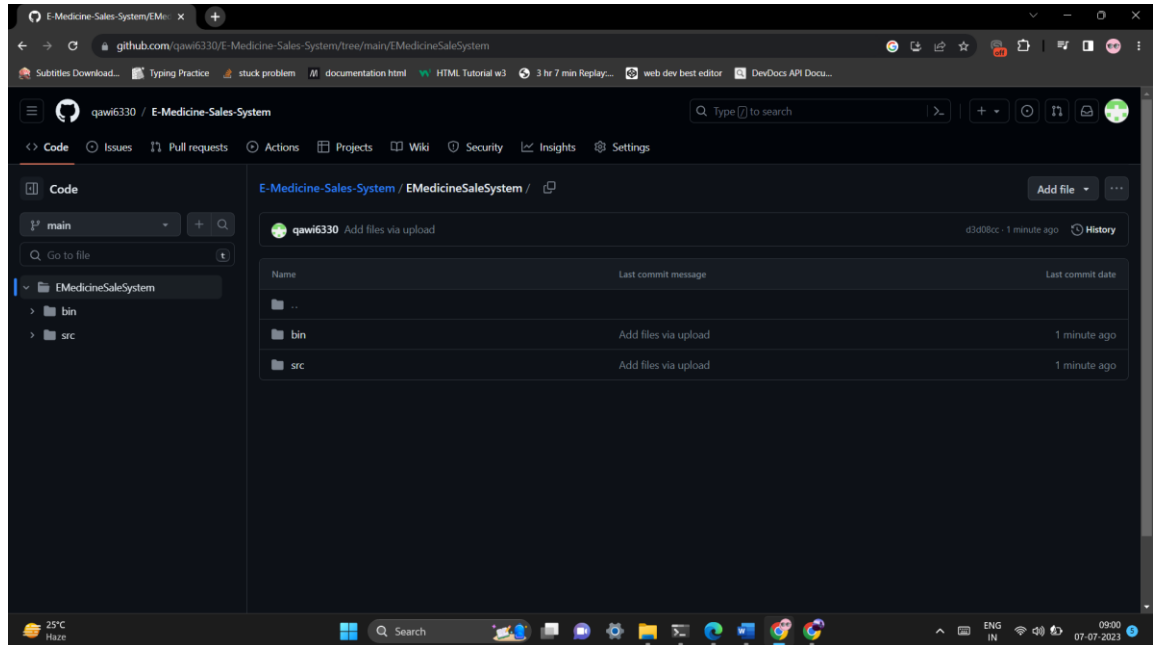 E-Medicine-Sales-System/EMed
github.com/qawi6330/E-Medicine-Sales-System/tree/main/EMedicineSaleSystem
off
Subtitles Download... Typing Practice stuck problem documentation html HTML Tutorial w3 3 hr 7 min Replay:... web dev best editor DevDocs API Docu...
qawi6330 / E-Medicine-Sales-System Type / to search
Code Issues Pull requests Actions Projects Wiki Security Insights Settings
Code
main
Go to file t
EMedicineSaleSystem
bin
src
E-Medicine-Sales-System / EMedicineSaleSystem / Add file
qawi6330 Add files via upload d3d08cc · 1 minute ago History
Name Last commit message Last commit date
..
bin Add files via upload 1 minute ago
src Add files via upload 1 minute ago
25°C
Haze
Search
ENG
IN
09:00
07-07-2023
5